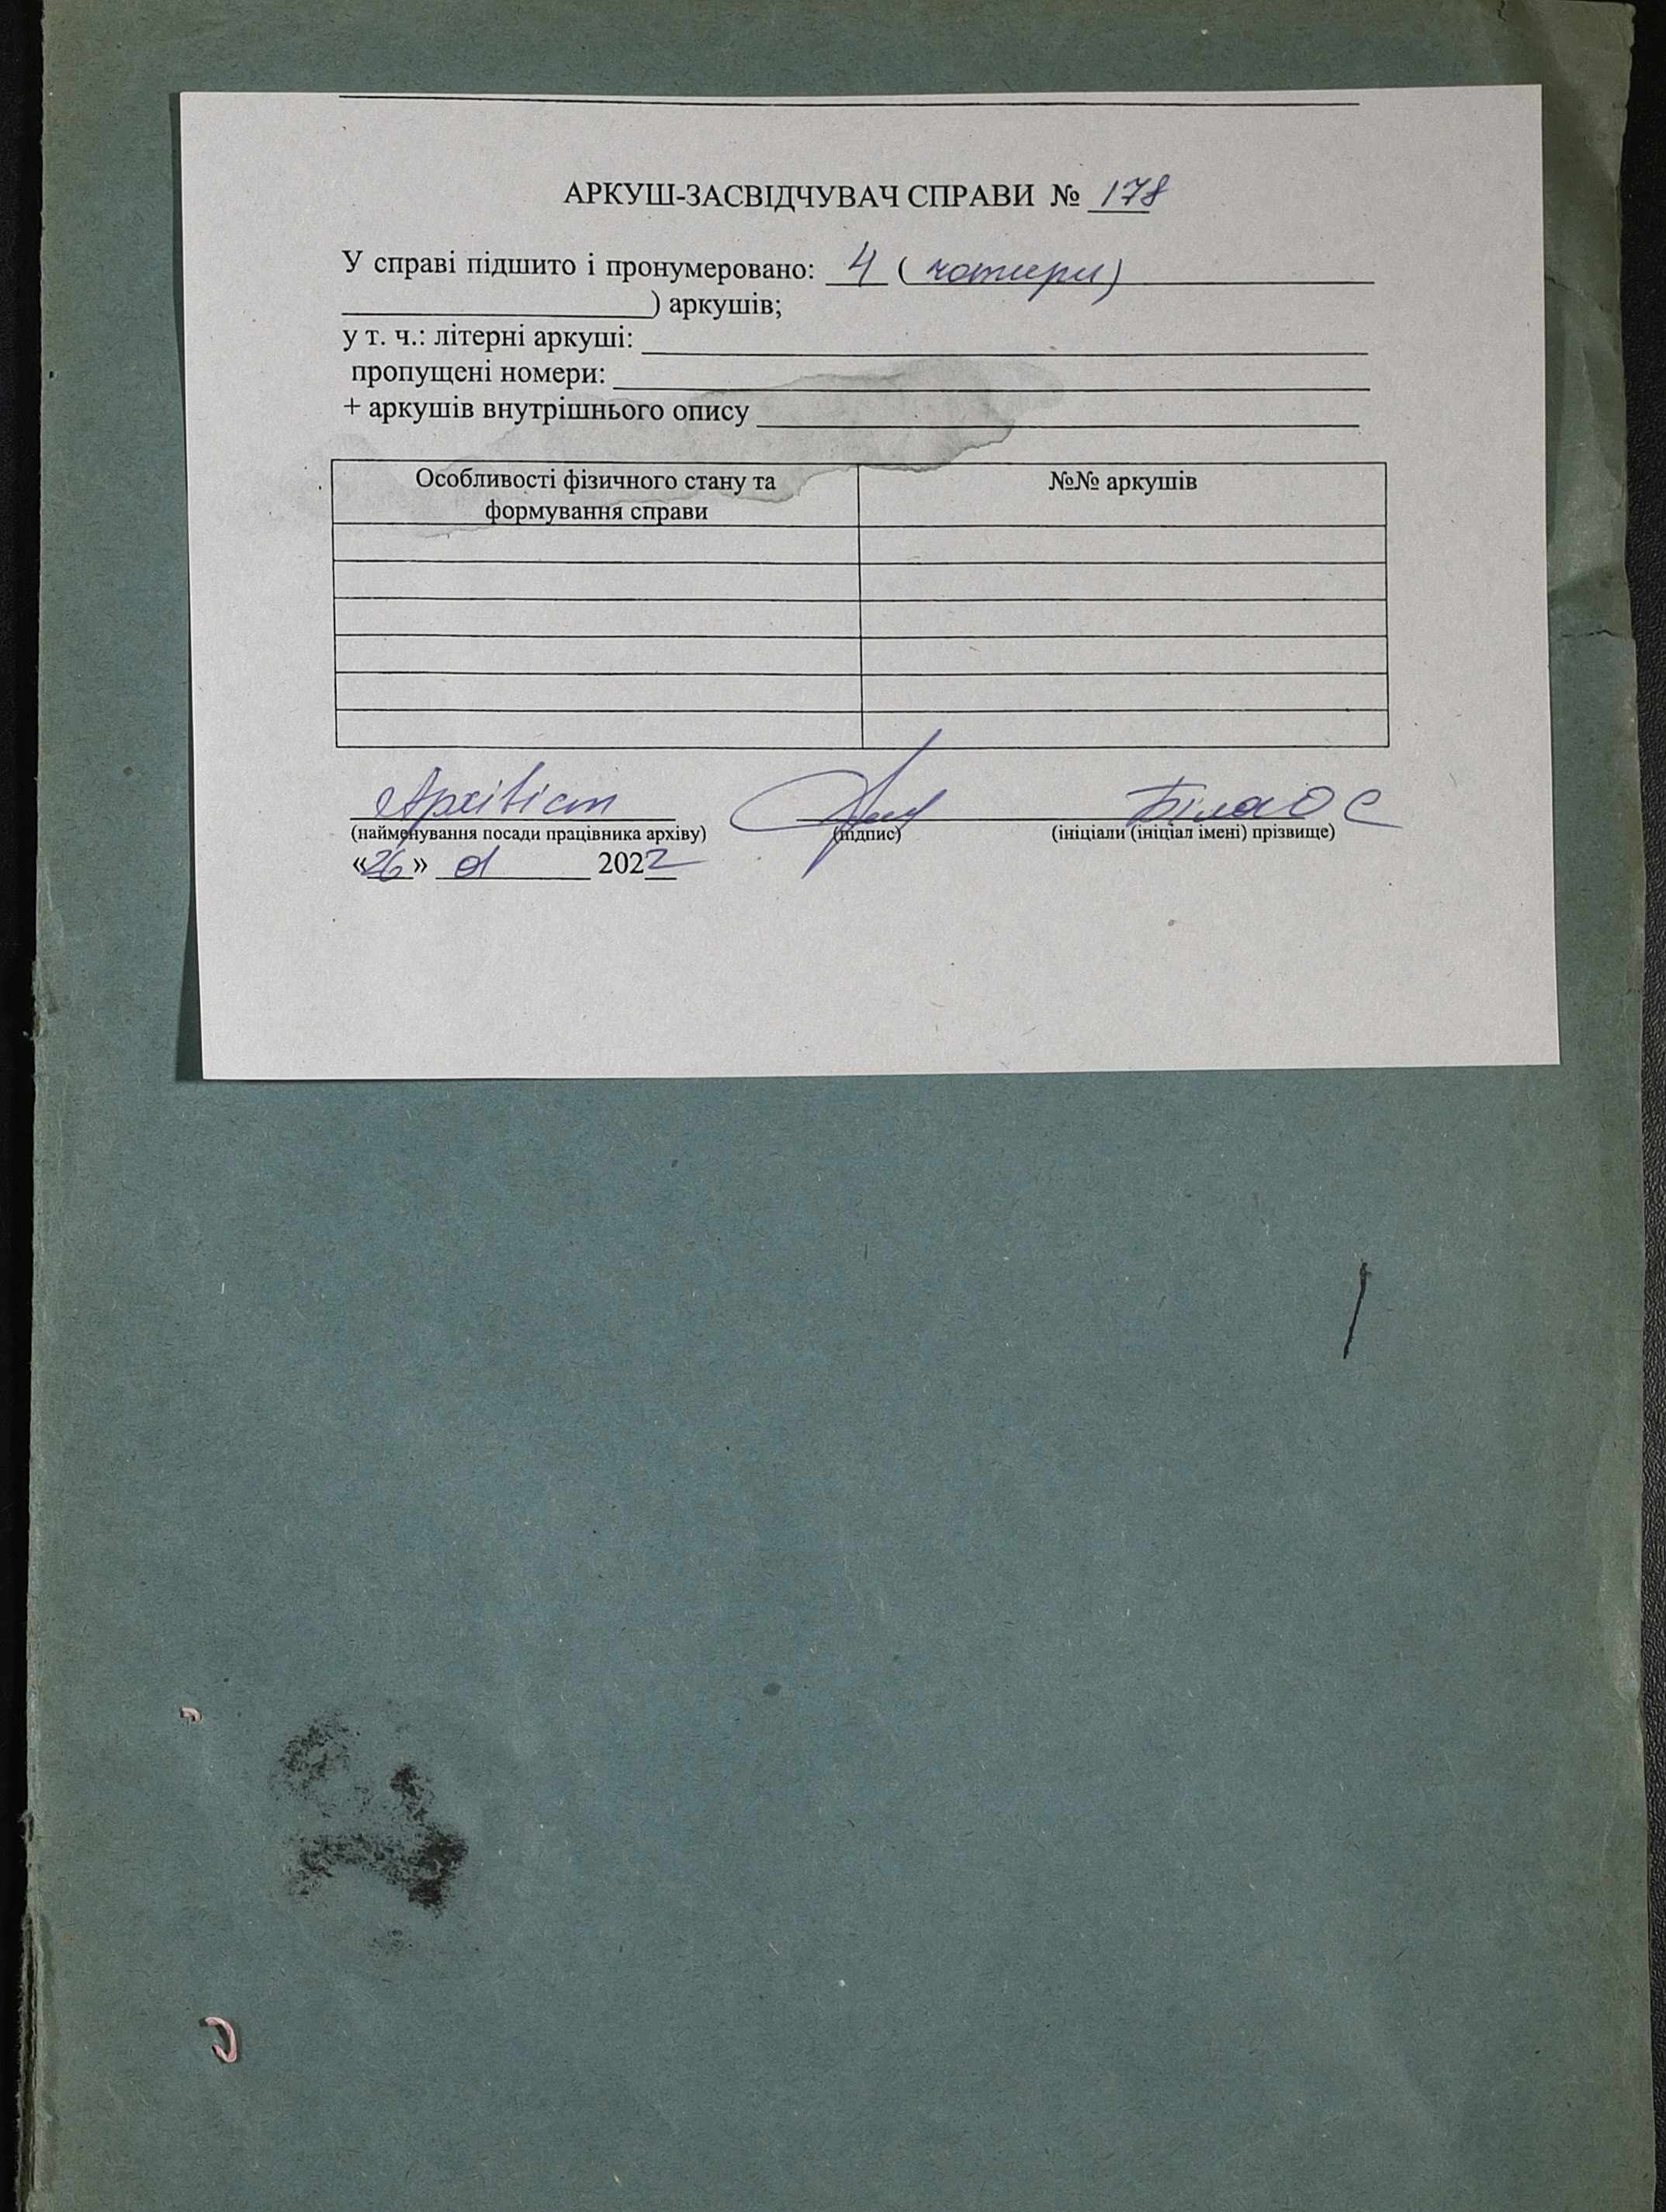 АРКУШ-ЗАСВІДЧУВАЧ СПРАВИ № 178
У справі підшито і пронумеровано: 4 ( чотири)
) аркушів;
у т. ч.: літерні аркуші:
пропущені номери:
+ аркушів внутрішнього опису
Особливості фізичного стану та
формування справи
№№ аркушів
Архівіст Біла О С
(найменування посади працівника архіву) (підпис) (ініціали (ініціал імені) прізвище)
«26» 01 2022